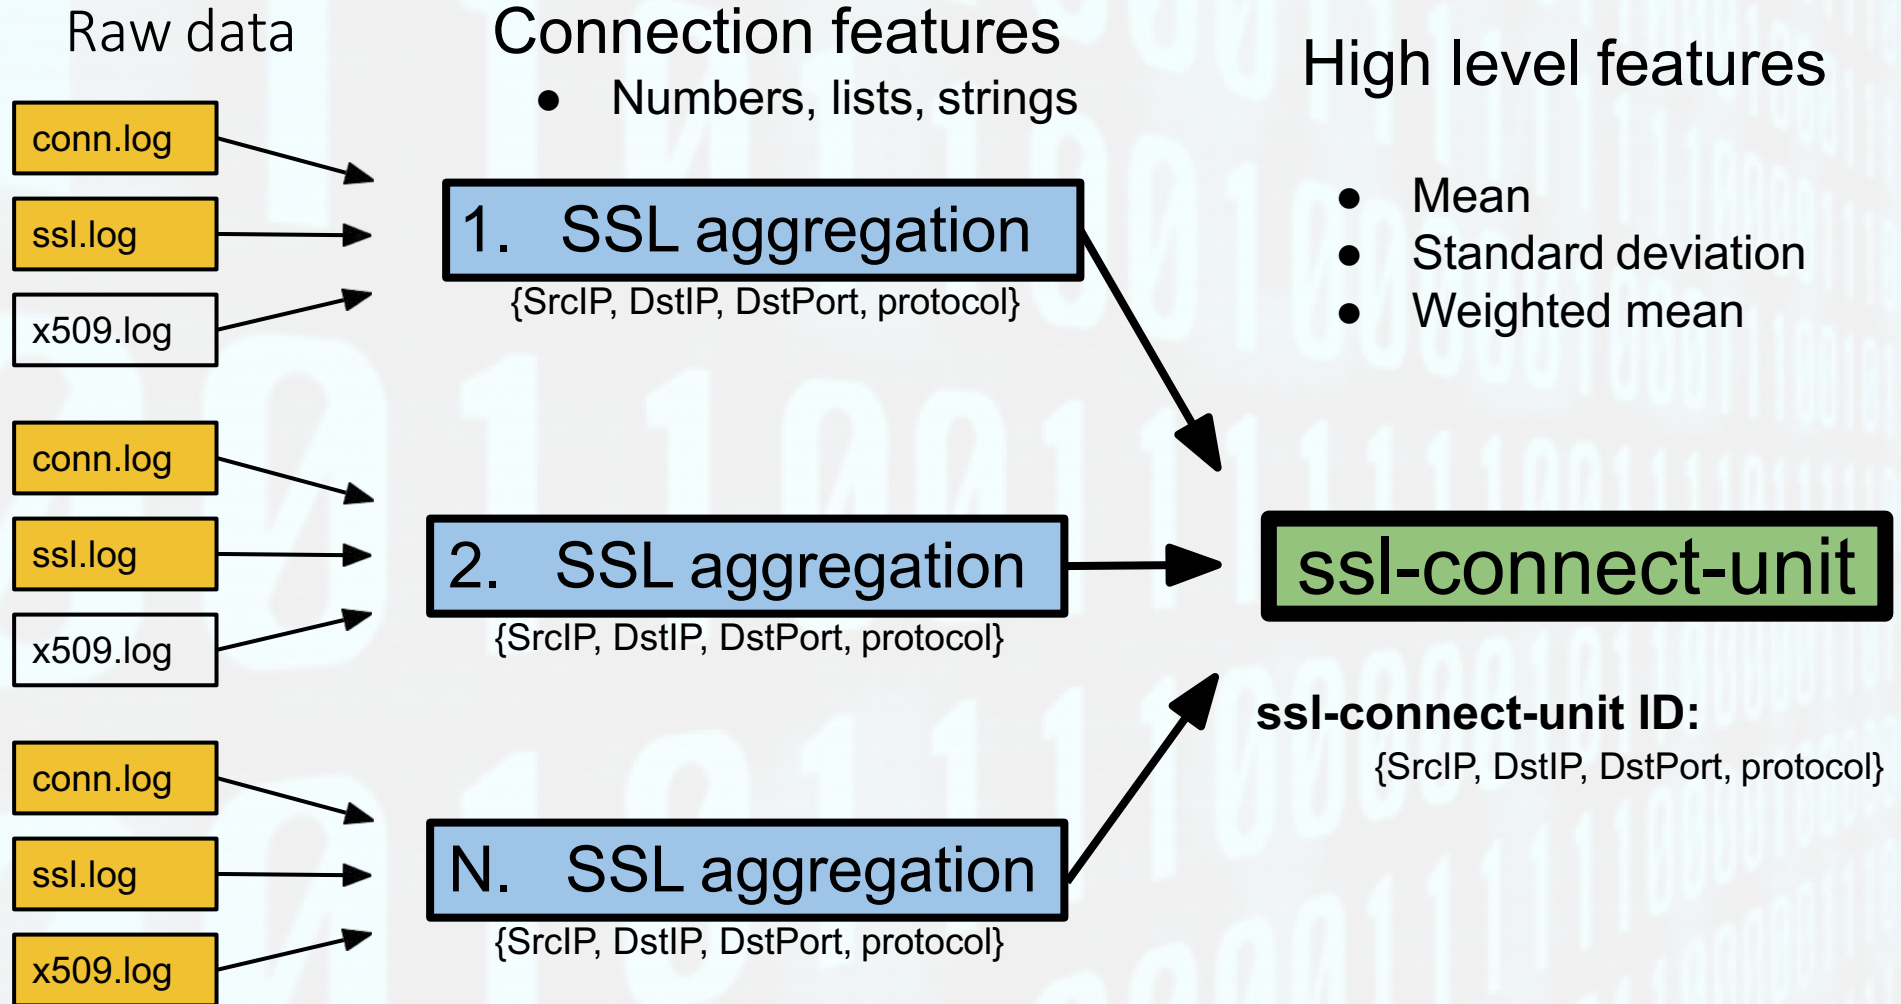 Raw data
Connection features
● Numbers, lists, strings
High level features
● Mean
● Standard deviation
● Weighted mean
conn.log
ssl.log
x509.log
1. SSL aggregation
{SrcIP, DstIP, DstPort, protocol}
conn.log
ssl.log
x509.log
2. SSL aggregation
{SrcIP, DstIP, DstPort, protocol}
conn.log
ssl.log
x509.log
N. SSL aggregation
{SrcIP, DstIP, DstPort, protocol}
ssl-connect-unit
ssl-connect-unit ID:
{SrcIP, DstIP, DstPort, protocol}